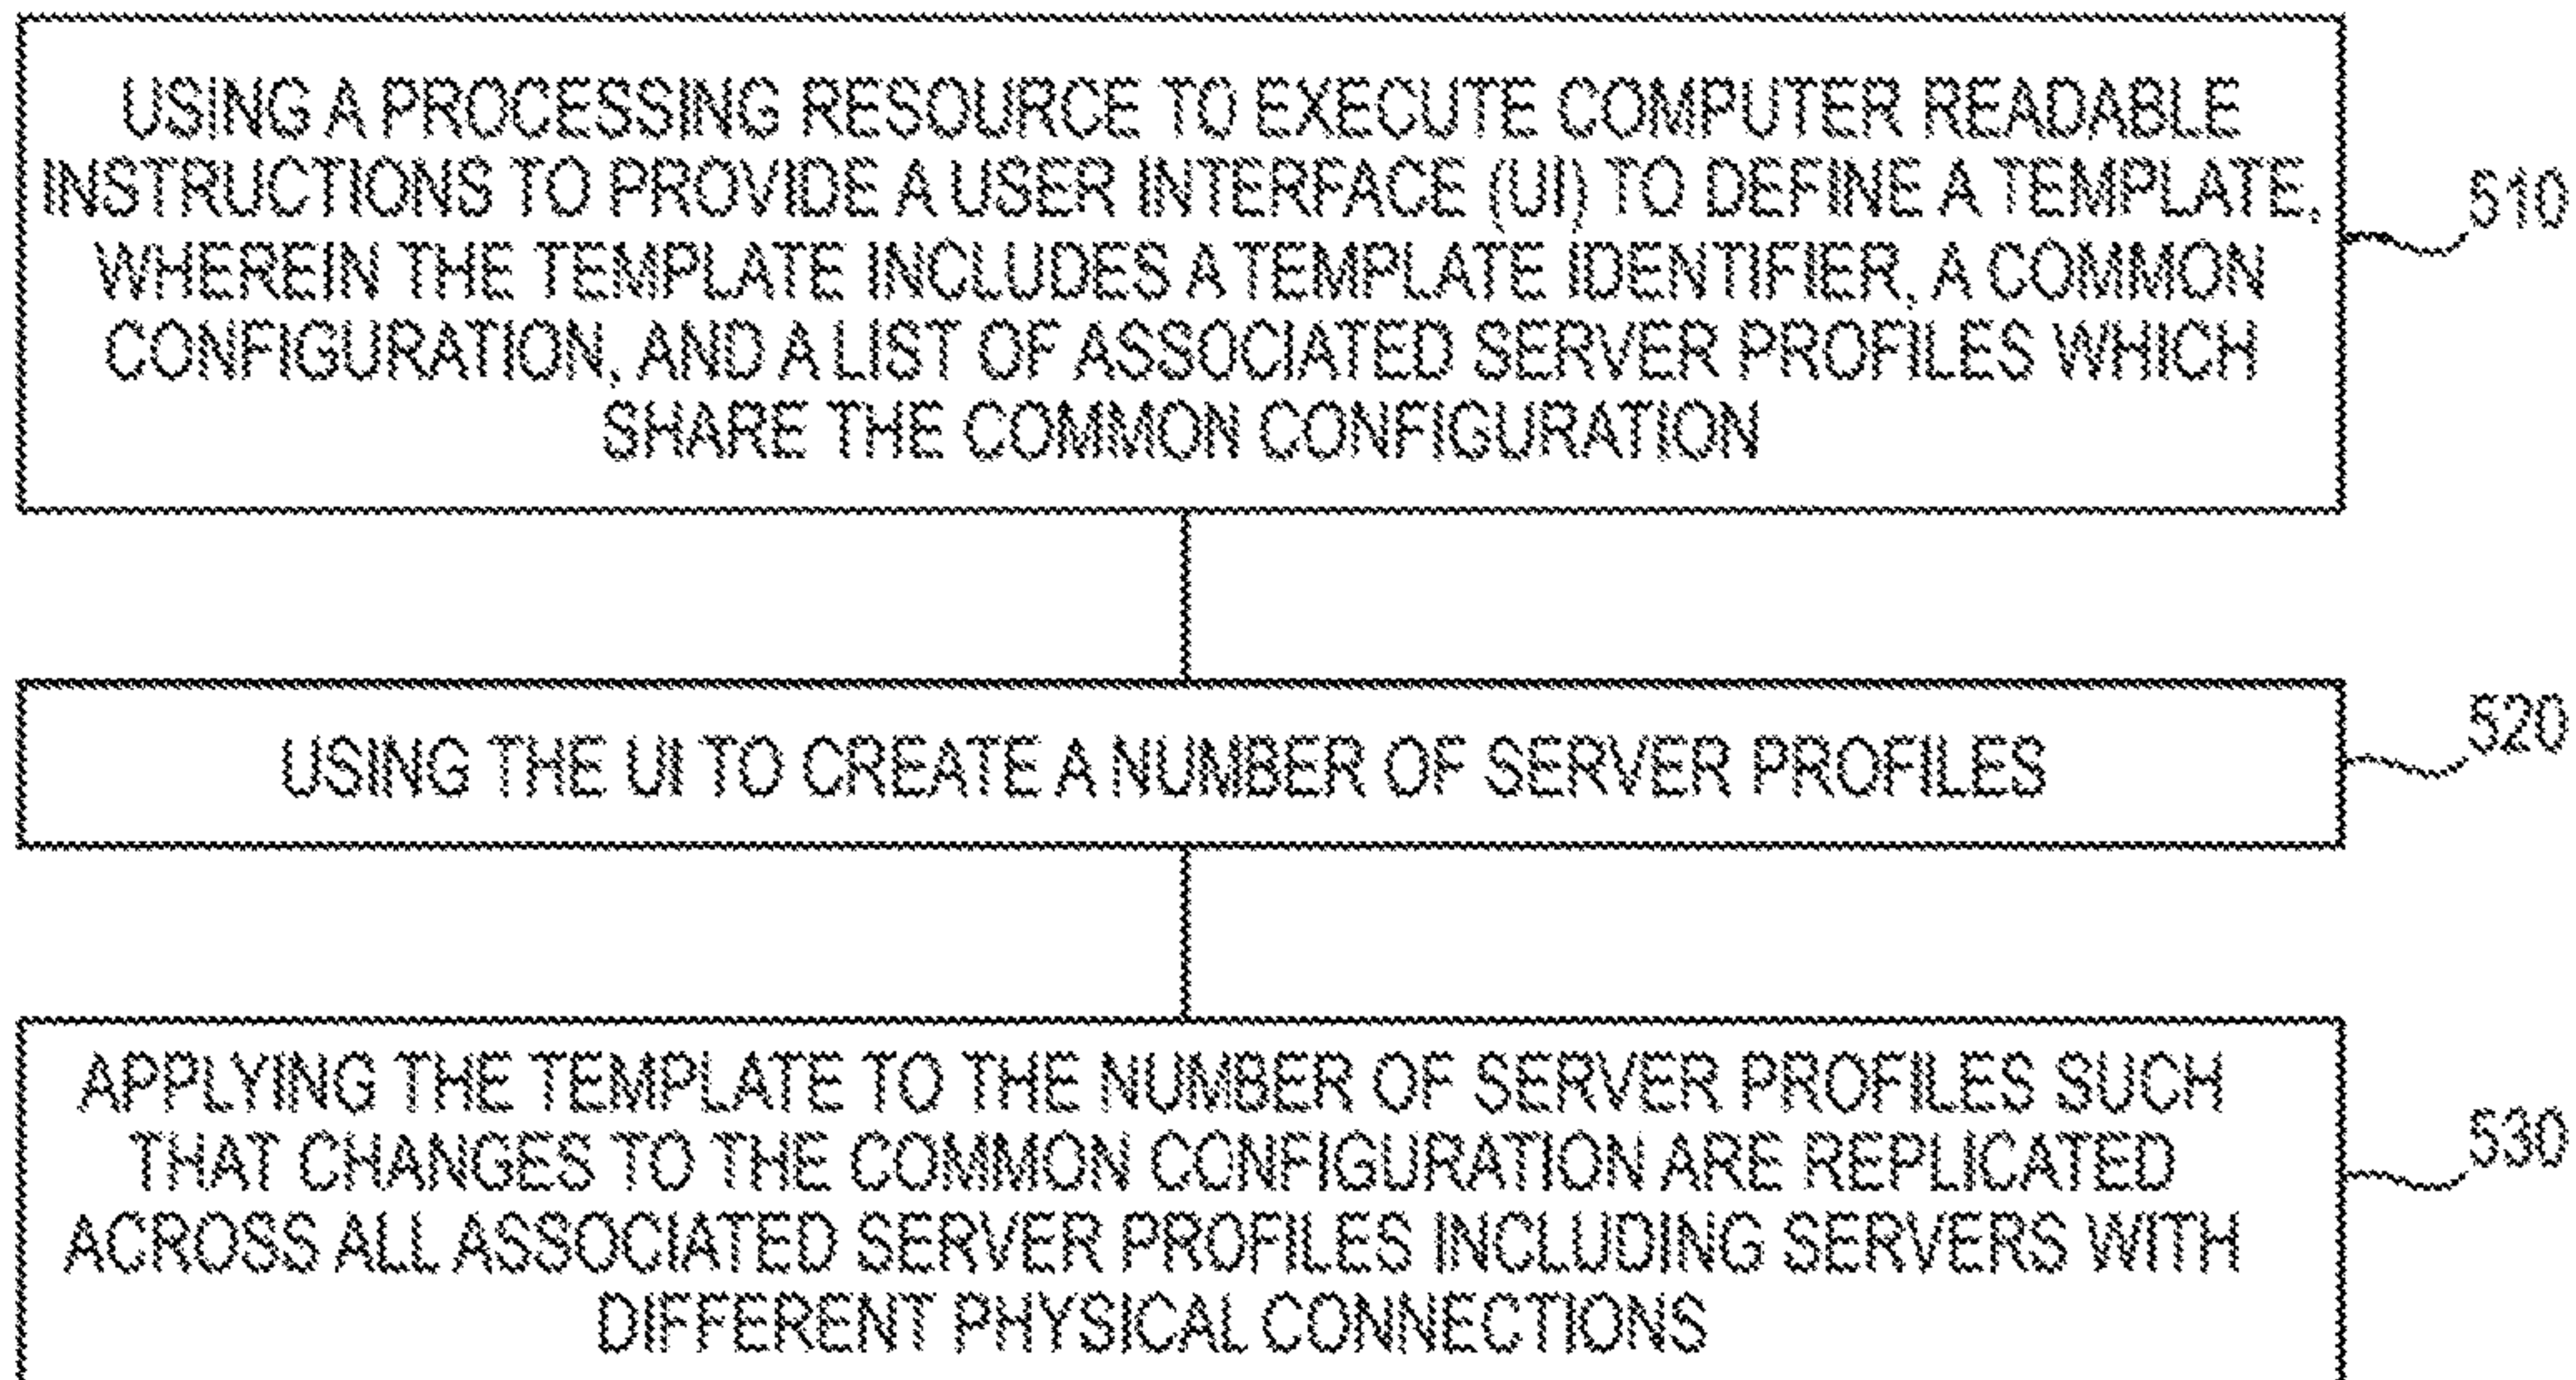 USING A PROCESSING RESOURCE TO EXECUTE COMPUTER READABLE
INSTRUCTIONS TO PROVIDE A USER INTERFACE (UI) TO DEFINE A TEMPLATE,
WHEREIN THE TEMPLATE INCLUDES A TEMPLATE IDENTIFIER, A COMMON
CONFIGURATION, AND A LIST OF ASSOCIATED SERVER PROFILES WHICH
SHARE THE COMMON CONFIGURATION
510
USING THE UI TO CREATE A NUMBER OF SERVER PROFILES
520
APPLYING THE TEMPLATE TO THE NUMBER OF SERVER PROFILES SUCH
THAT CHANGES TO THE COMMON CONFIGURATION ARE REPLICATED
ACROSS ALL ASSOCIATED SERVER PROFILES INCLUDING SERVERS WITH
DIFFERENT PHYSICAL CONNECTIONS
530